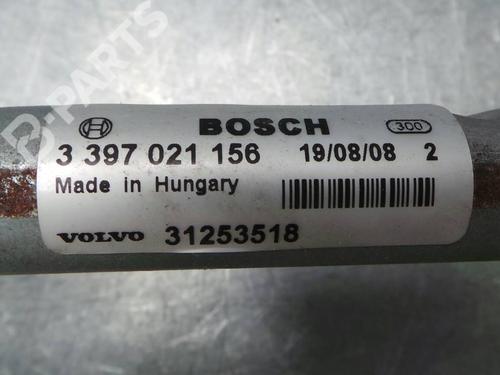 B-PARTS
BOSCH 300
3 397 021 156 19/08/08 2
Made in Hungary
VOLVO 31253518